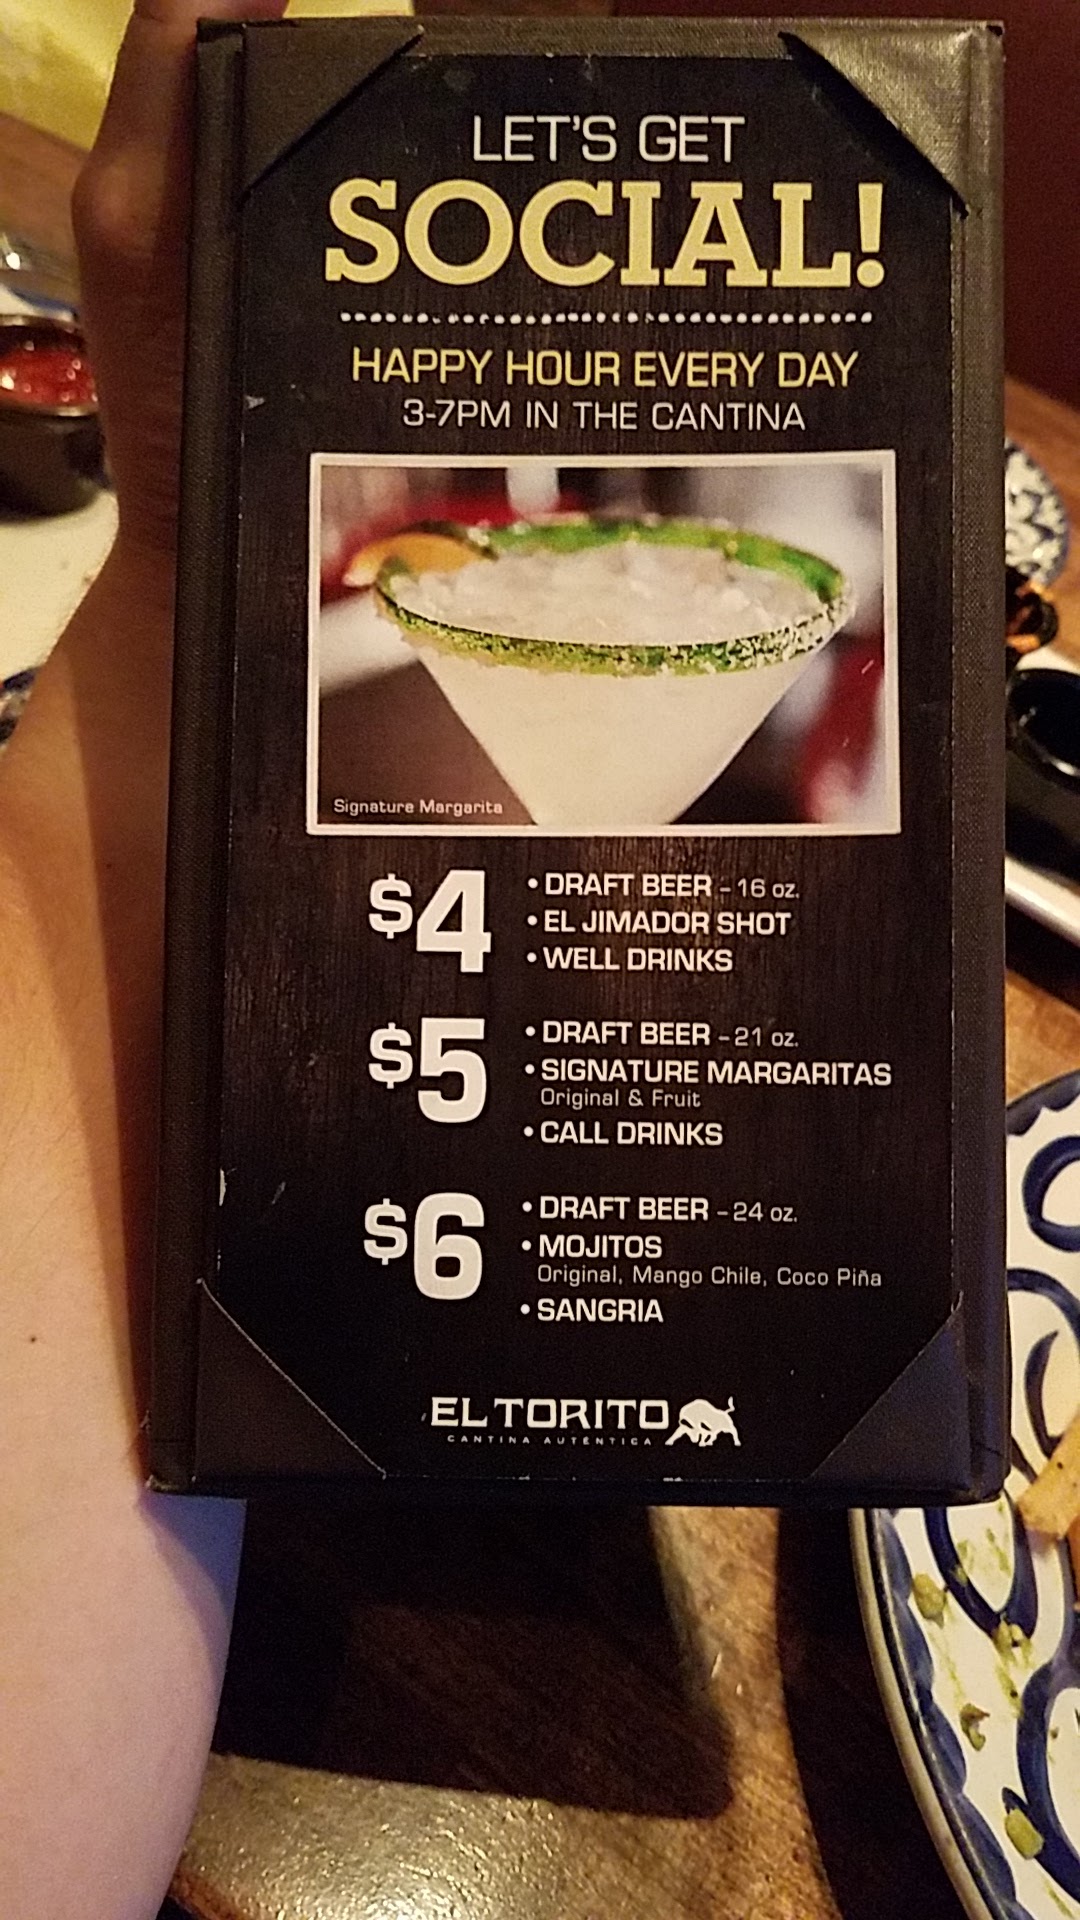 LET'S GET
SOCIAL!
HAPPY HOUR EVERY DAY
3-7PM IN THE CANTINA
Signature Margarita
$4
• DRAFT BEER – 16 oz.
• EL JIMADOR SHOT
• WELL DRINKS
$5
• DRAFT BEER – 21 oz.
• SIGNATURE MARGARITAS
Original & Fruit
• CALL DRINKS
$6
• DRAFT BEER – 24 oz.
• MOJITOS
Original, Mango Chile, Coco Piña
• SANGRIA
EL TORITO
CANTINA AUTÉNTICA